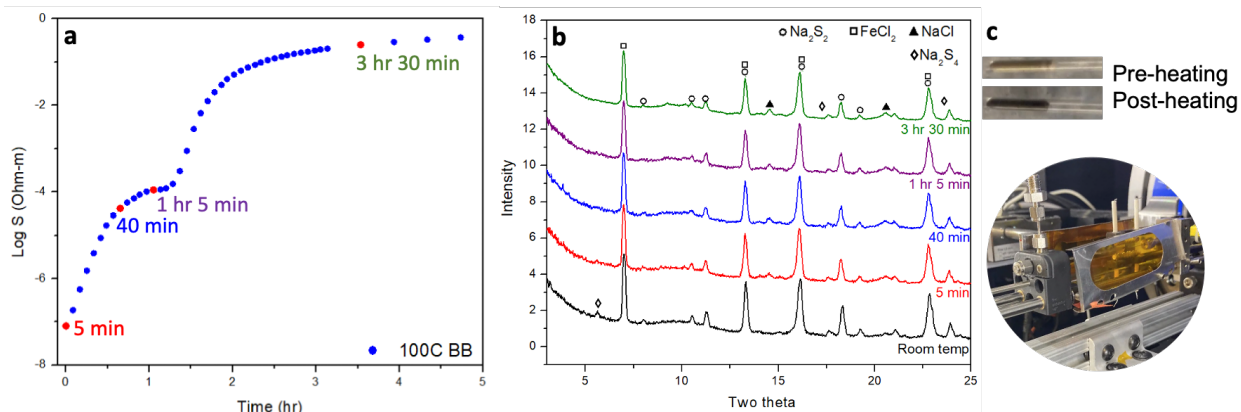 a
Log S (Ohm-m)
0
-2
-4
-6
-8
3 hr 30 min
1 hr 5 min
40 min
5 min
100C BB
0
1
2
3
4
5
Time (hr)
b
Intensity
18
16
14
12
10
8
6
4
2
0
Na₂S₂
FeCl₂
NaCl
Na₂S₄
3 hr 30 min
1 hr 5 min
40 min
5 min
Room temp
5
10
15
20
25
Two theta
c
Pre-heating
Post-heating